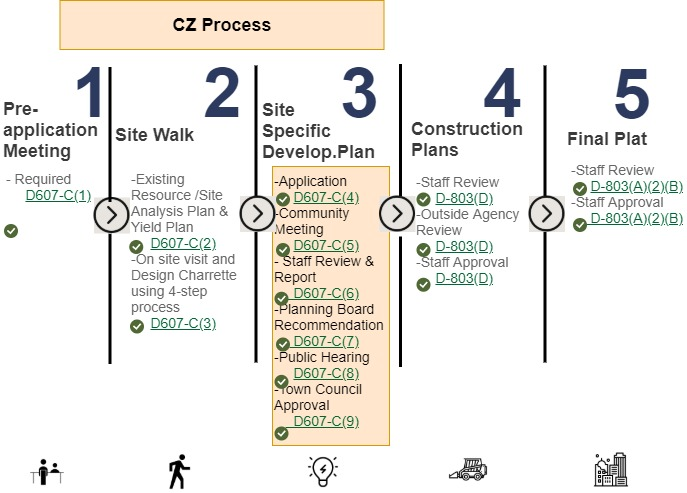 CZ Process
1
Pre-
application
Meeting
- Required
D607-C(1)
2
Site Walk
-Existing
Resource /Site
Analysis Plan &
Yield Plan
D607-C(2)
-On site visit and
Design Charrette
using 4-step
process
D607-C(3)
3
Site
Specific
Develop.Plan
-Application
D607-C(4)
-Community
Meeting
D607-C(5)
- Staff Review &
Report
D607-C(6)
-Planning Board
Recommendation
D607-C(7)
-Public Hearing
D607-C(8)
-Town Council
Approval
D607-C(9)
4
Construction
Plans
-Staff Review
D-803(D)
-Outside Agency
Review
D-803(D)
-Staff Approval
D-803(D)
5
Final Plat
-Staff Review
D-803(A)(2)(B)
-Staff Approval
D-803(A)(2)(B)